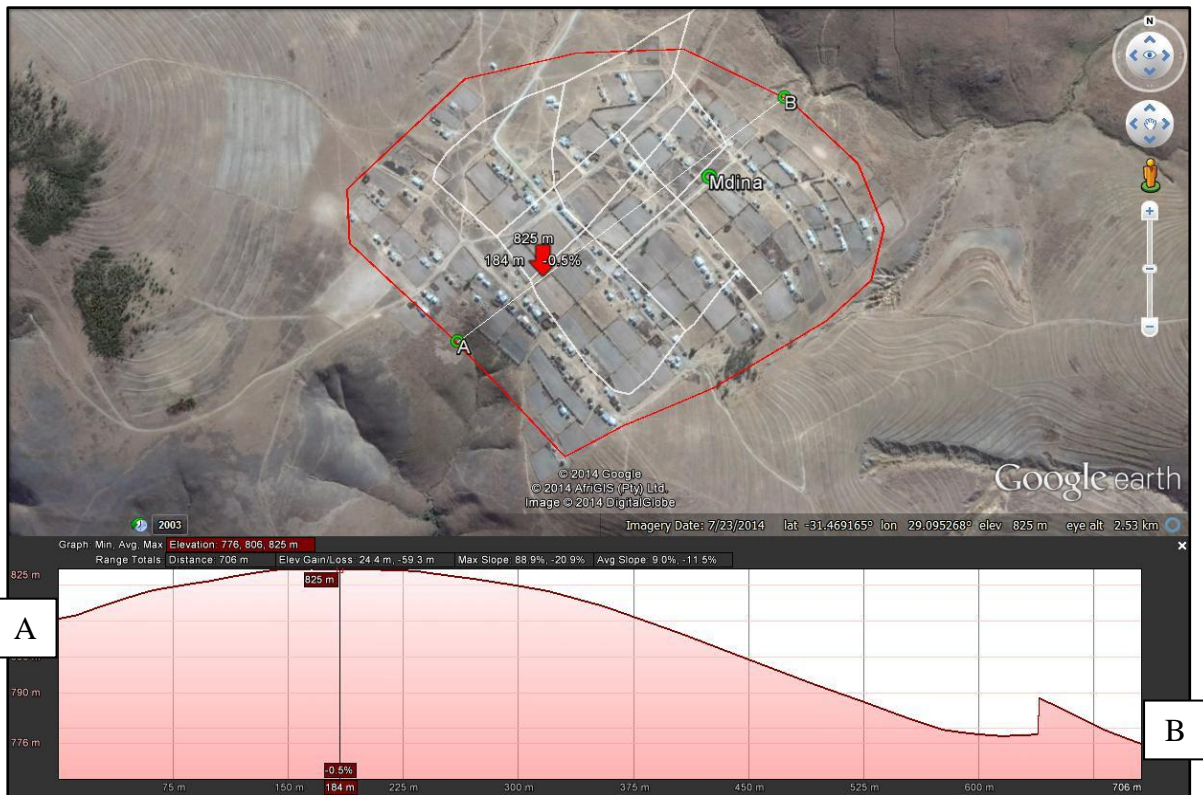 N
B
Mdina
825 m
184 m -0.5%
A
© 2014 Google
© 2014 AfriGIS (Pty) Ltd.
Image © 2014 DigitalGlobe
Google earth
2003
Imagery Date: 7/23/2014 lat -31.469165° lon 29.095268° elev 825 m eye alt 2.53 km
Graph: Min, Avg, Max Elevation: 776, 806, 825 m
Range Totals: Distance: 706 m Elev Gain/Loss: 24.4 m, -59.3 m Max Slope: 88.9%, -20.9% Avg Slope: 9.0%, -11.5%
825 m
825 m
A
790 m
B
776 m
-0.5%
75 m 150 m 184 m 225 m 300 m 375 m 450 m 525 m 600 m 706 m